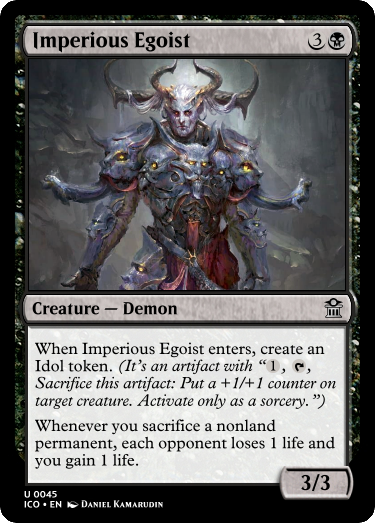 Imperious Egoist 3
Creature — Demon
When Imperious Egoist enters, create an
Idol token. (It's an artifact with “1, ,
Sacrifice this artifact: Put a +1/+1 counter on
target creature. Activate only as a sorcery.”)
Whenever you sacrifice a nonland
permanent, each opponent loses 1 life and
you gain 1 life.
3/3
U 0045
ICO • EN Daniel Kamarudin